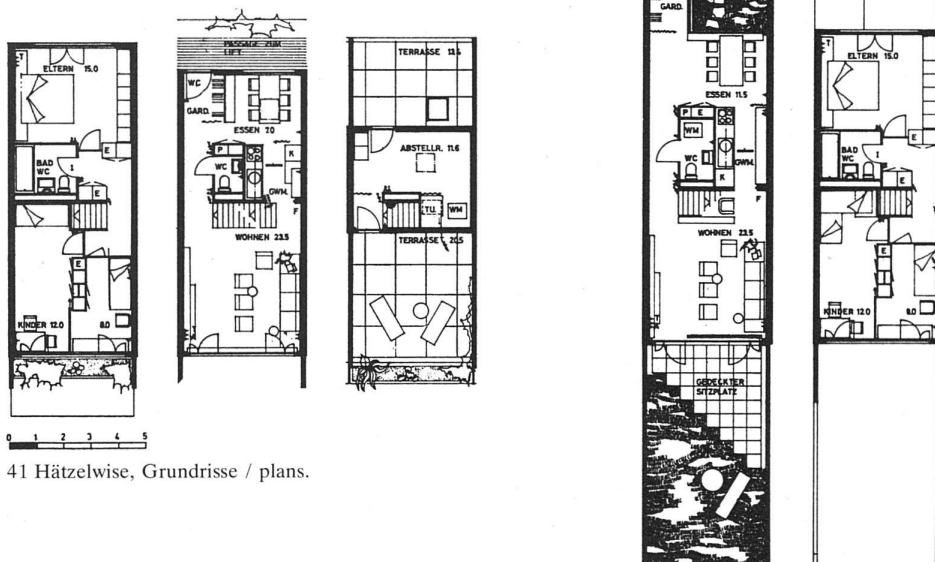 ELTERN 15.0
BAD
WC
I
E
E
E
KINDER 12.0
8.0
PASSAGE ZUM
LIFT
WC
GARD.
ESSEN 7.0
P
WC
K
GWM.
F
WOHNEN 23.5
T
TERRASSE 13.4
ABSTELLR. 11.6
TU.
WM
TERRASSE 20.5
GARD.
ESSEN 11.5
P E
WM
WC
GWM.
K
F
WOHNEN 23.5
T
GEDECKTER
SITZPLATZ
T
ELTERN 15.0
BAD
WC
I
E
E
E
KINDER 12.0
9.0
0 1 2 3 4 5
41 Hätzelwise, Grundrisse / plans.